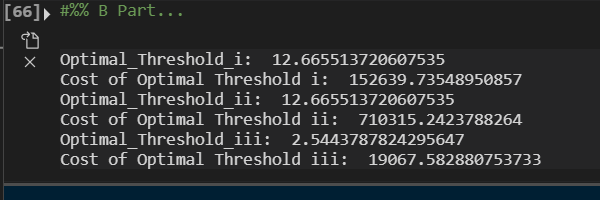 [66] #%% B Part...
Optimal_Threshold_i:  12.665513720607535
Cost of Optimal Threshold i:  152639.73548950857
Optimal_Threshold_ii:  12.665513720607535
Cost of Optimal Threshold ii:  710315.2423788264
Optimal_Threshold_iii:  2.5443787824295647
Cost of Optimal Threshold iii:  19067.582880753733